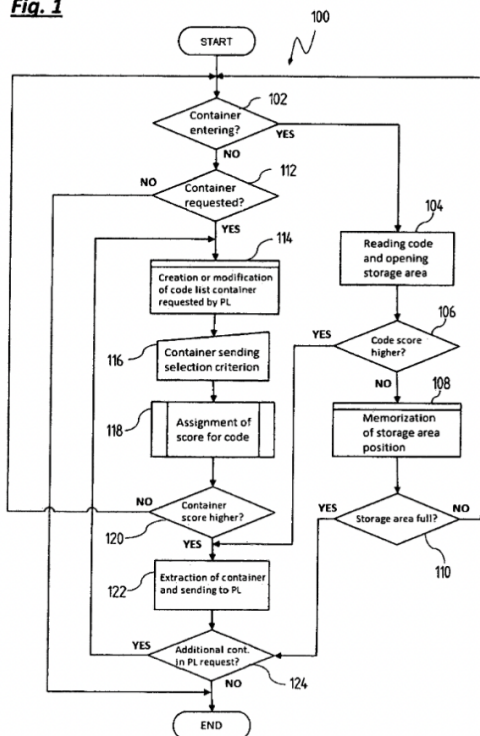 Fig. 1
100
START
Container
entering?
102
YES
NO
Container
requested?
112
NO
YES
104
Reading code
and opening
storage area
114
Creation or modification
of code list container
requested by PL
106
Code score
higher?
YES
NO
116
Container sending
selection criterion
108
Memorization
of storage area
position
118
Assignment of
score for code
Storage area full?
YES
NO
110
Container
score higher?
NO
120
YES
122
Extraction of container
and sending to PL
Additional cont.
in PL request?
YES
124
NO
END